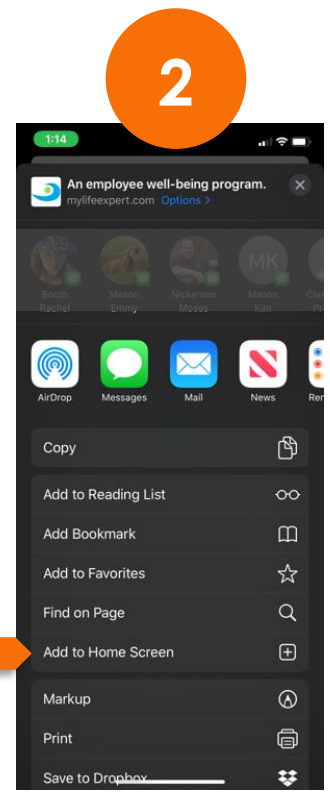 2
1:14
An employee well-being program.
mylifeexpert.com Options >
MK
Booth Mason Nickerson Mason
Rachel Emmy Moses Kim
AirDrop Messages Mail News
Copy
Add to Reading List
Add Bookmark
Add to Favorites
Find on Page
Add to Home Screen
Markup
Print
Save to Dropbox